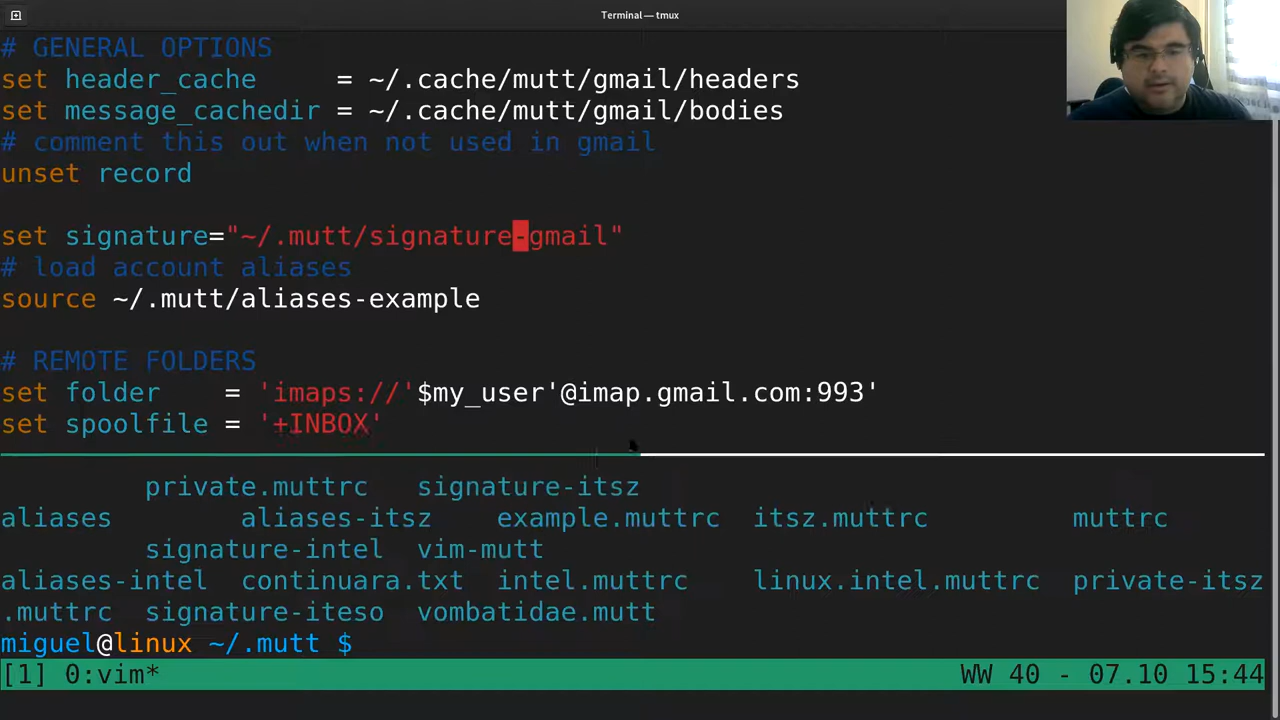 Terminal — tmux
# GENERAL OPTIONS
set header_cache     = ~/.cache/mutt/gmail/headers
set message_cachedir = ~/.cache/mutt/gmail/bodies
# comment this out when not used in gmail
unset record
set signature="~/.mutt/signature-gmail"
# load account aliases
source ~/.mutt/aliases-example
# REMOTE FOLDERS
set folder    = 'imaps://'$my_user'@imap.gmail.com:993'
set spoolfile = '+INBOX'
private.muttrc   signature-itsz
aliases        aliases-itsz    example.muttrc  itsz.muttrc         muttrc
signature-intel  vim-mutt
aliases-intel  continuara.txt  intel.muttrc    linux.intel.muttrc  private-itsz
.muttrc  signature-iteso  vombatidae.mutt
miguel@linux ~/.mutt $
[1] 0:vim*                                                   WW 40 - 07.10 15:44